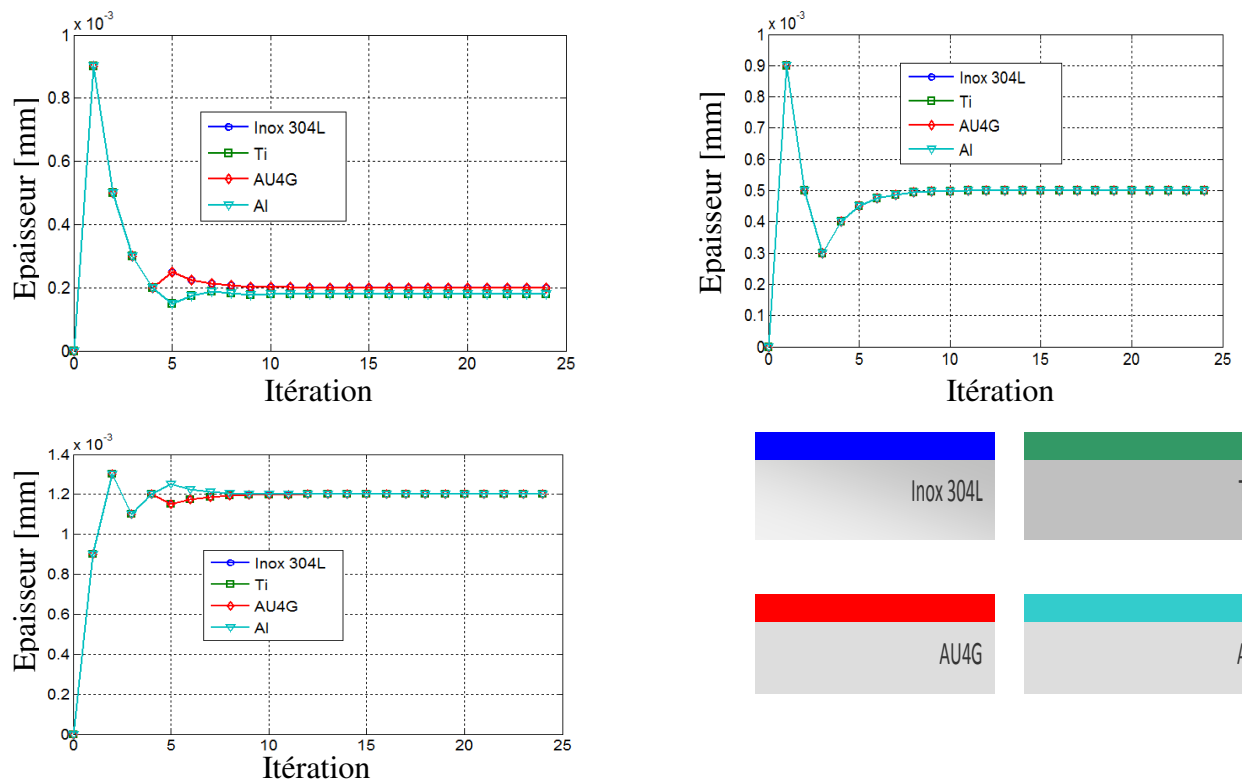 x 10-3
1
0.8
0.6
0.4
0.2
0
0 5 10 15 20 25
Epaisseur [mm]
Itération
Inox 304L
Ti
AU4G
Al
x 10-3
1
0.9
0.8
0.7
0.6
0.5
0.4
0.3
0.2
0.1
0
0 5 10 15 20 25
Epaisseur [mm]
Itération
Inox 304L
Ti
AU4G
Al
x 10-3
1.4
1.2
1
0.8
0.6
0.4
0.2
0
0 5 10 15 20 25
Epaisseur [mm]
Itération
Inox 304L
Ti
AU4G
Al
Inox 304L
AU4G